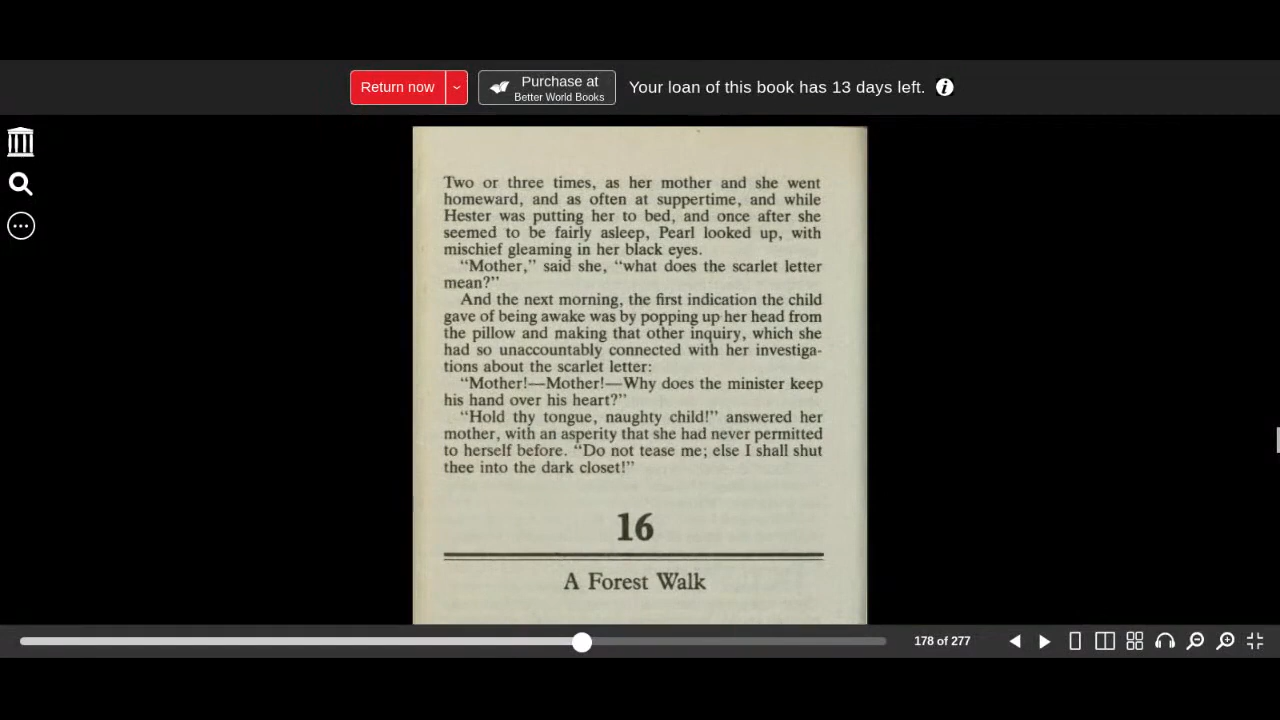 Return now
Purchase at
Better World Books
Your loan of this book has 13 days left.
Two or three times, as her mother and she went
homeward, and as often at suppertime, and while
Hester was putting her to bed, and once after she
seemed to be fairly asleep, Pearl looked up, with
mischief gleaming in her black eyes.
“Mother,” said she, “what does the scarlet letter
mean?”
And the next morning, the first indication the child
gave of being awake was by popping up her head from
the pillow and making that other inquiry, which she
had so unaccountably connected with her investiga-
tions about the scarlet letter:
“Mother!—Mother!—Why does the minister keep
his hand over his heart?”
“Hold thy tongue, naughty child!” answered her
mother, with an asperity that she had never permitted
to herself before. “Do not tease me; else I shall shut
thee into the dark closet!”
16
A Forest Walk
178 of 277